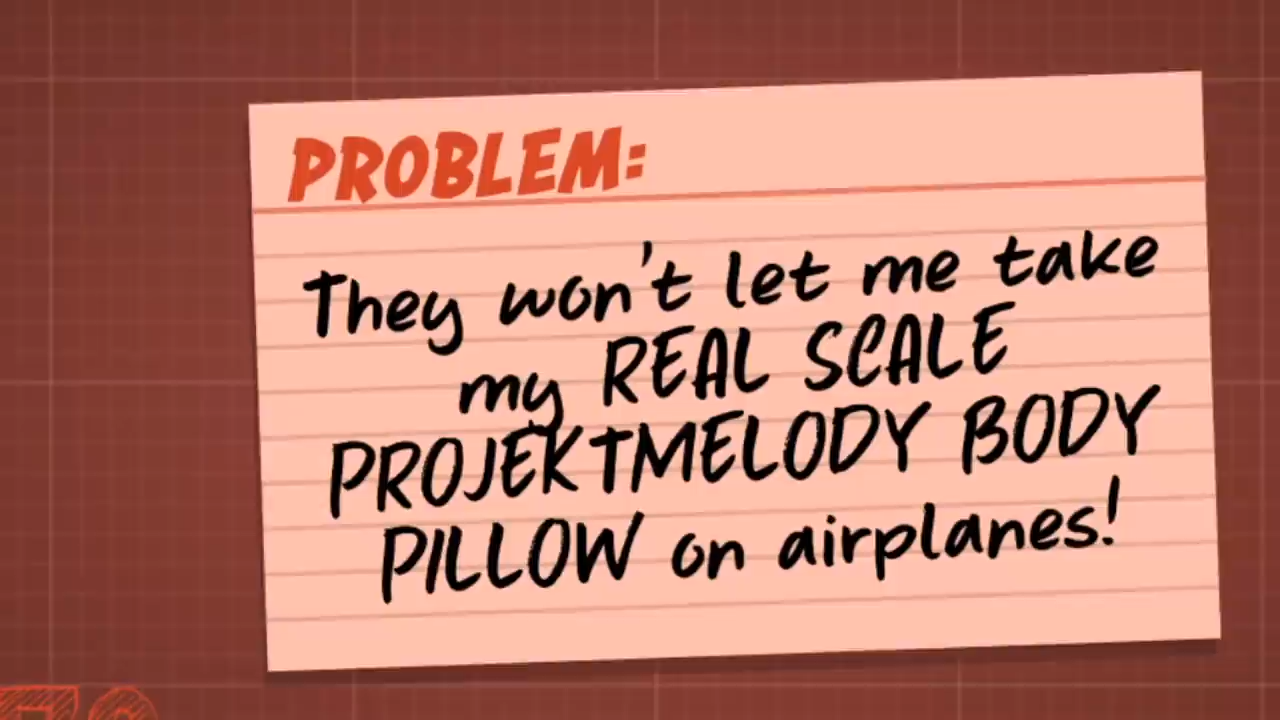 PROBLEM:
They won't let me take
my REAL SCALE
PROJEKTMELODY BODY
PILLOW on airplanes!